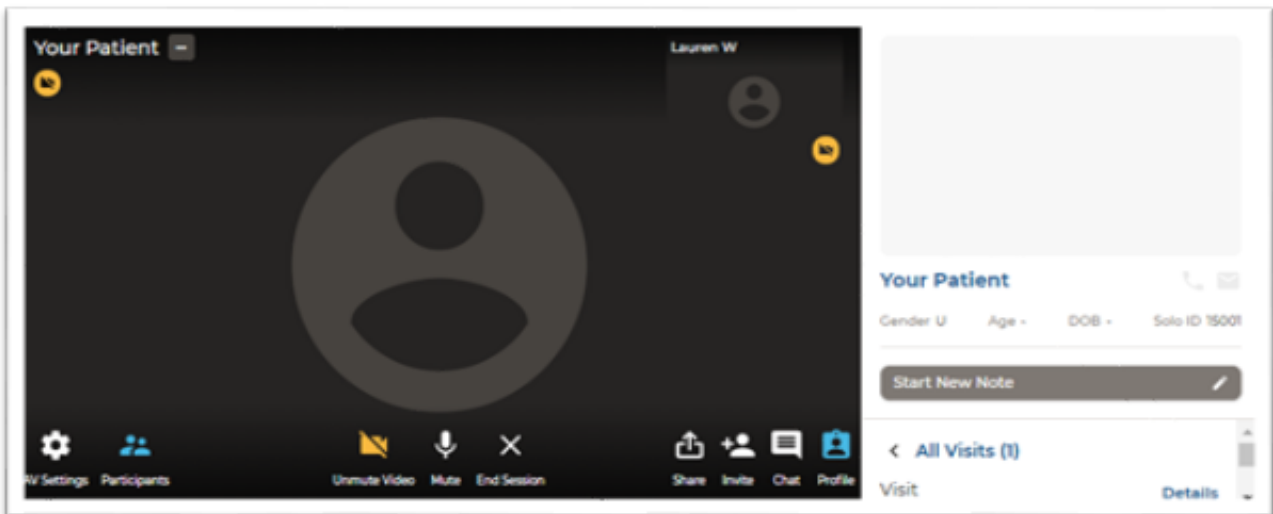 Your Patient
Lauren W
AV Settings Participants Unmute Video Mute End Session Share Invite Chat Profile
Your Patient
Gender U Age - DOB - Solo ID 15001
Start New Note
< All Visits (1)
Visit Details